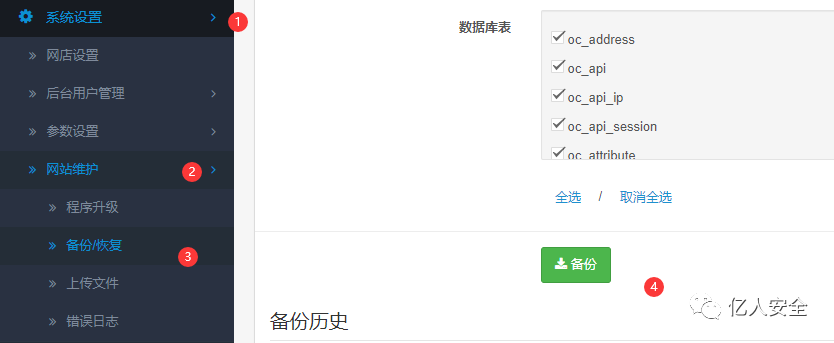 系统设置
1
网店设置
后台用户管理
参数设置
网站维护
2
程序升级
备份/恢复
3
上传文件
错误日志
数据库表
oc_address
oc_api
oc_api_ip
oc_api_session
oc_attribute
全选 / 取消全选
备份
4
亿人安全
备份历史